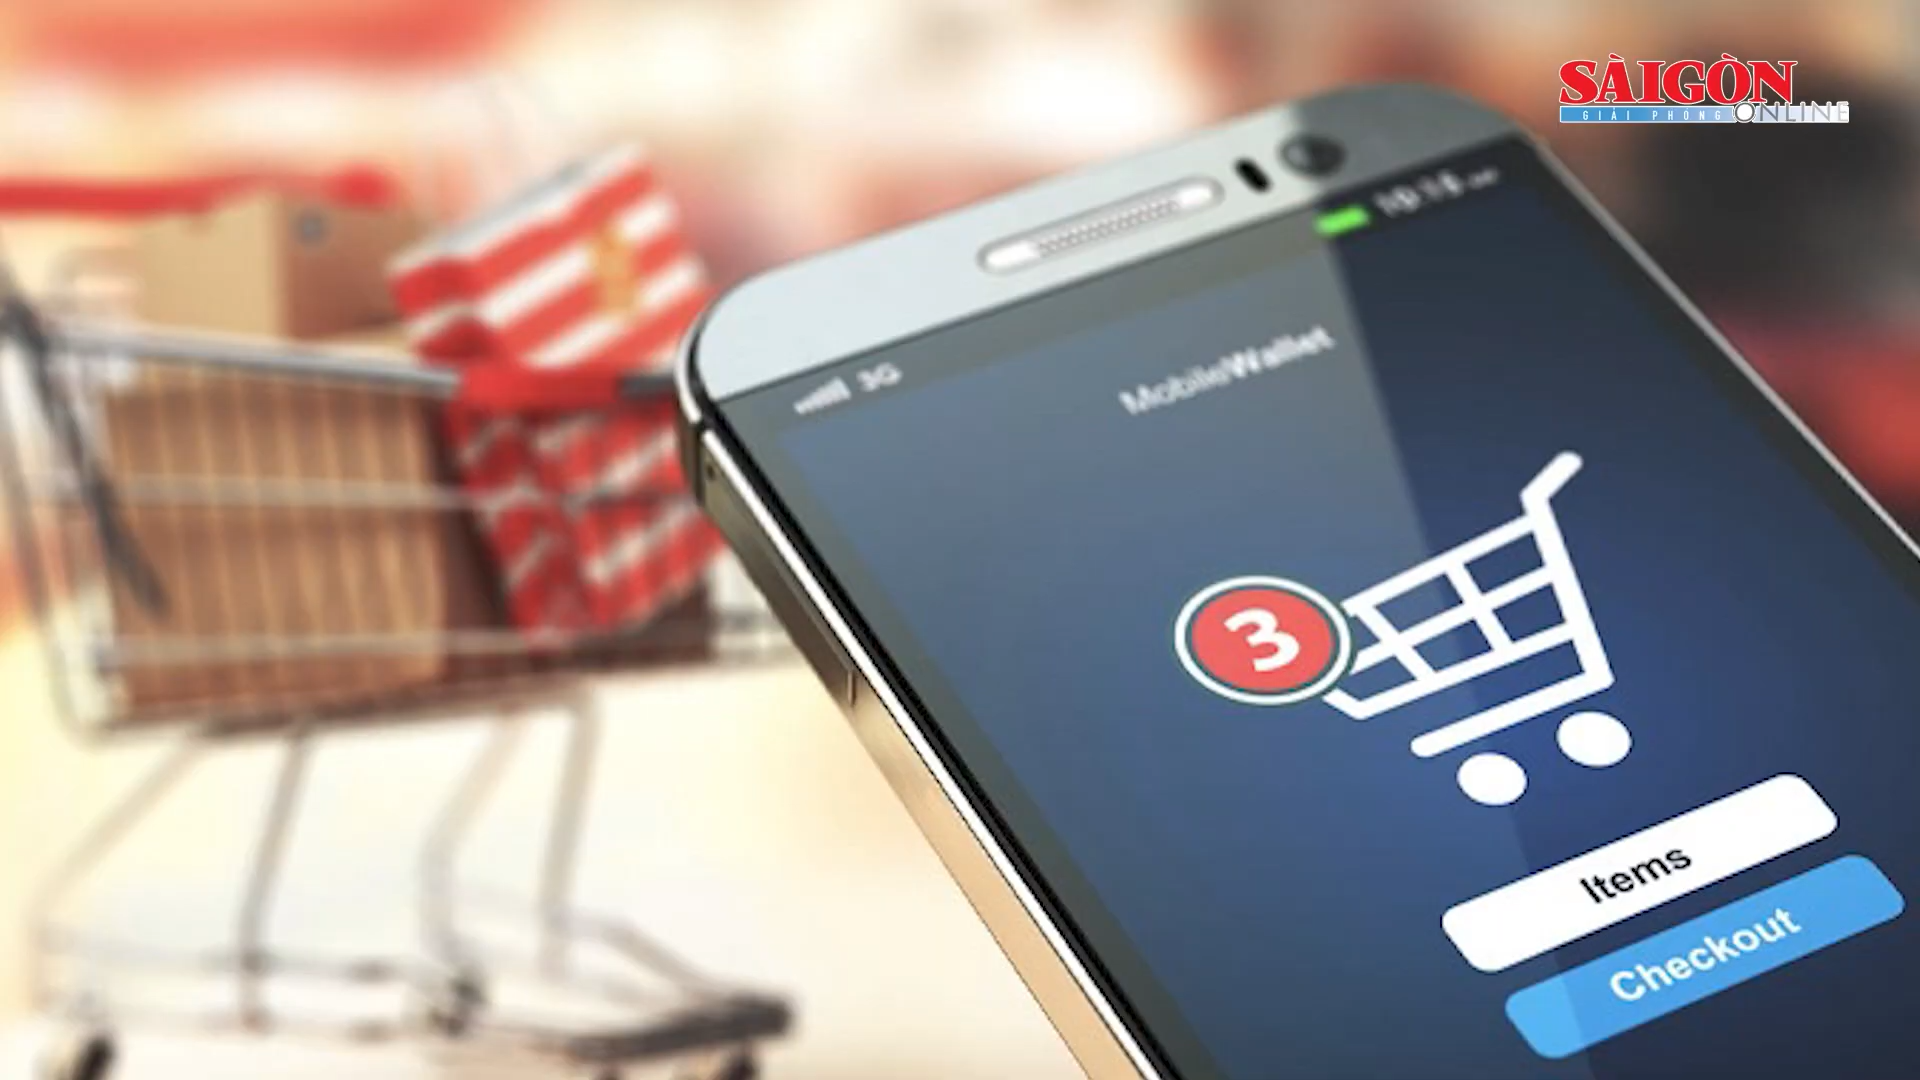 SÀIGÒN
GIẢI PHÓNG ONLINE
3G
MobileWallet
3
Items
Checkout